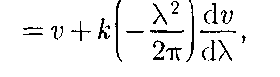 = v + k(−λ²/2π) dv/dλ,